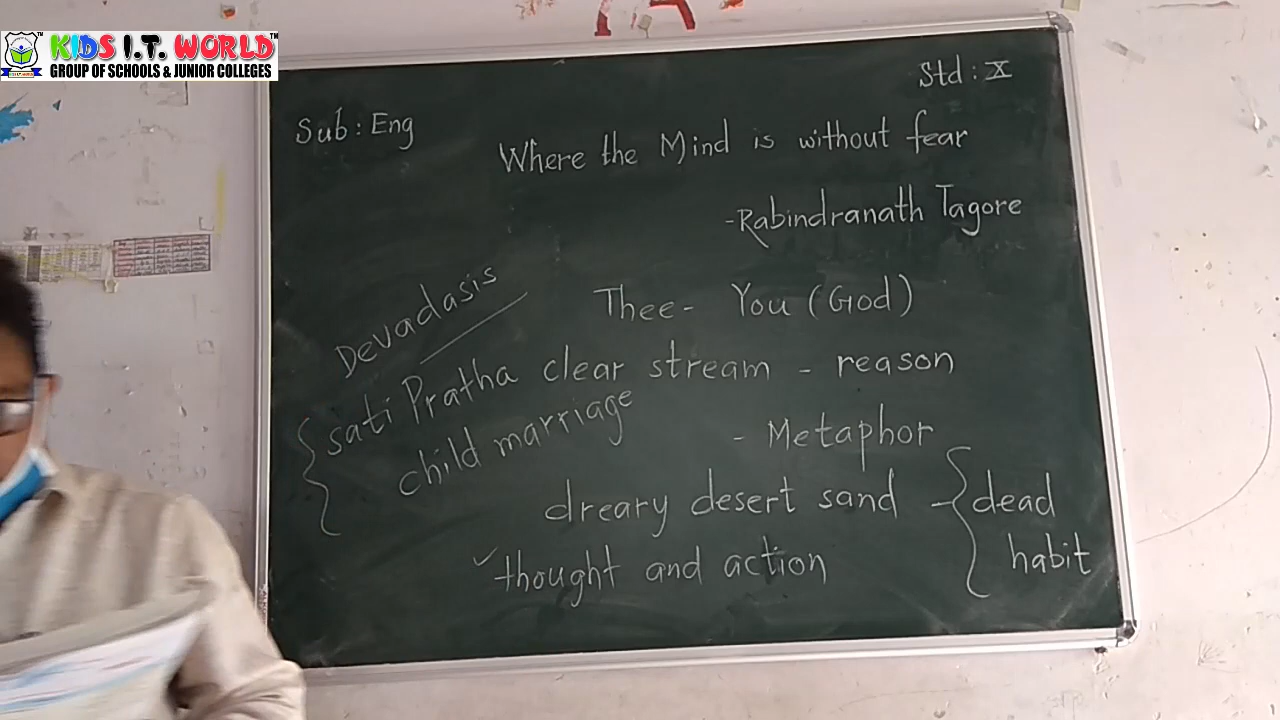 KIDS I.T. WORLD
GROUP OF SCHOOLS & JUNIOR COLLEGES
Std : X
Sub : Eng
Where the Mind is without fear
- Rabindranath Tagore
Devadasis
Thee - You (God)
sati Pratha
clear stream - reason
child marriage
- Metaphor
dreary desert sand - { dead habit
thought and action